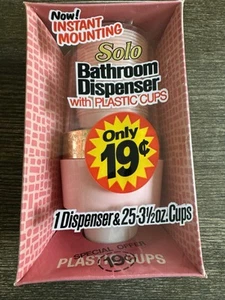 Now!
INSTANT
MOUNTING
Solo
Bathroom
Dispenser
with PLASTIC CUPS
Only
19¢
1 Dispenser & 25-3½oz. Cups
SPECIAL OFFER
19¢
PLASTIC CUPS